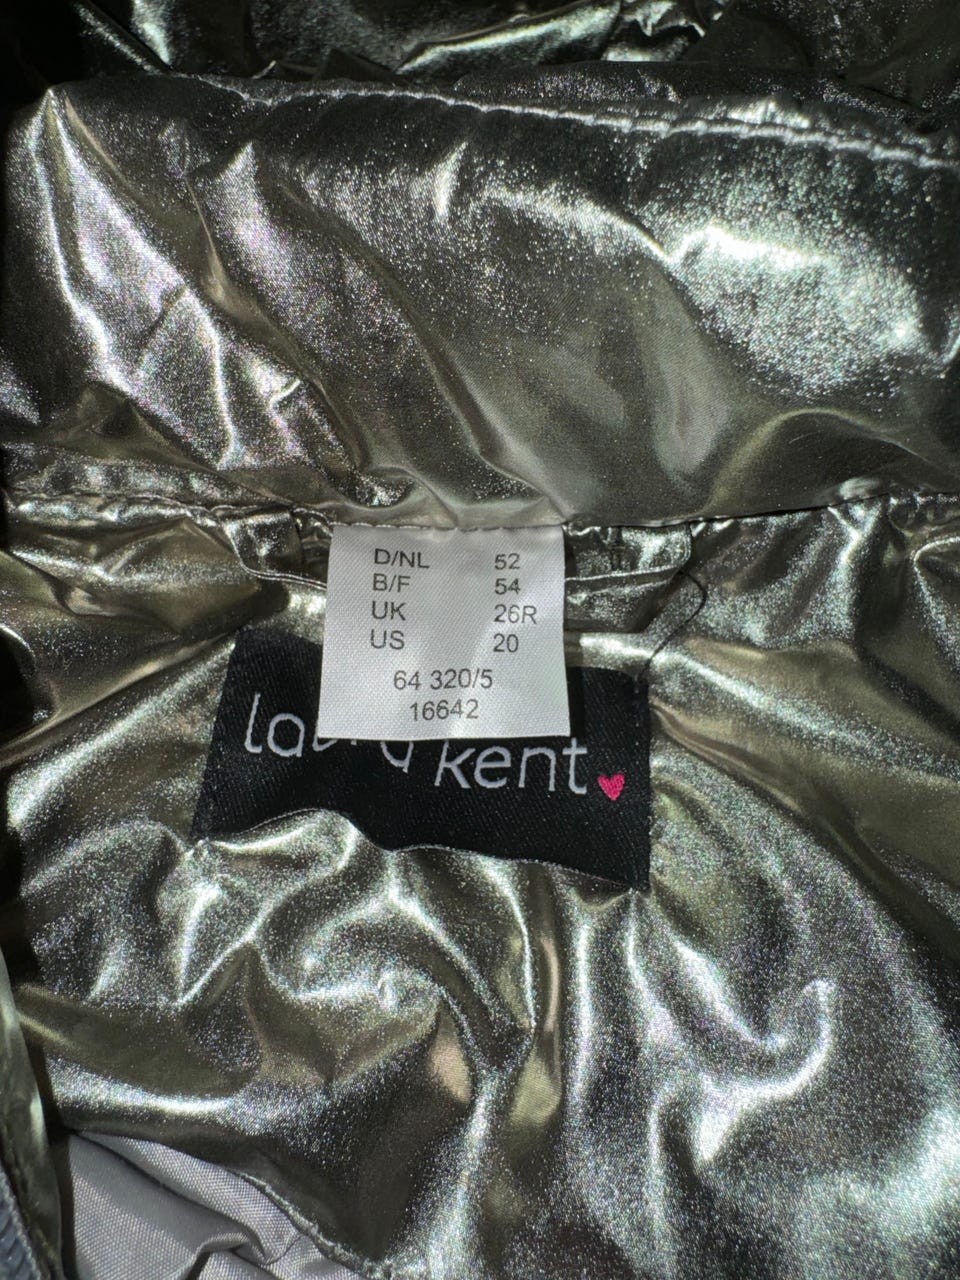 D/NL 52
B/F 54
UK 26R
US 20
64 320/5
16642
kent